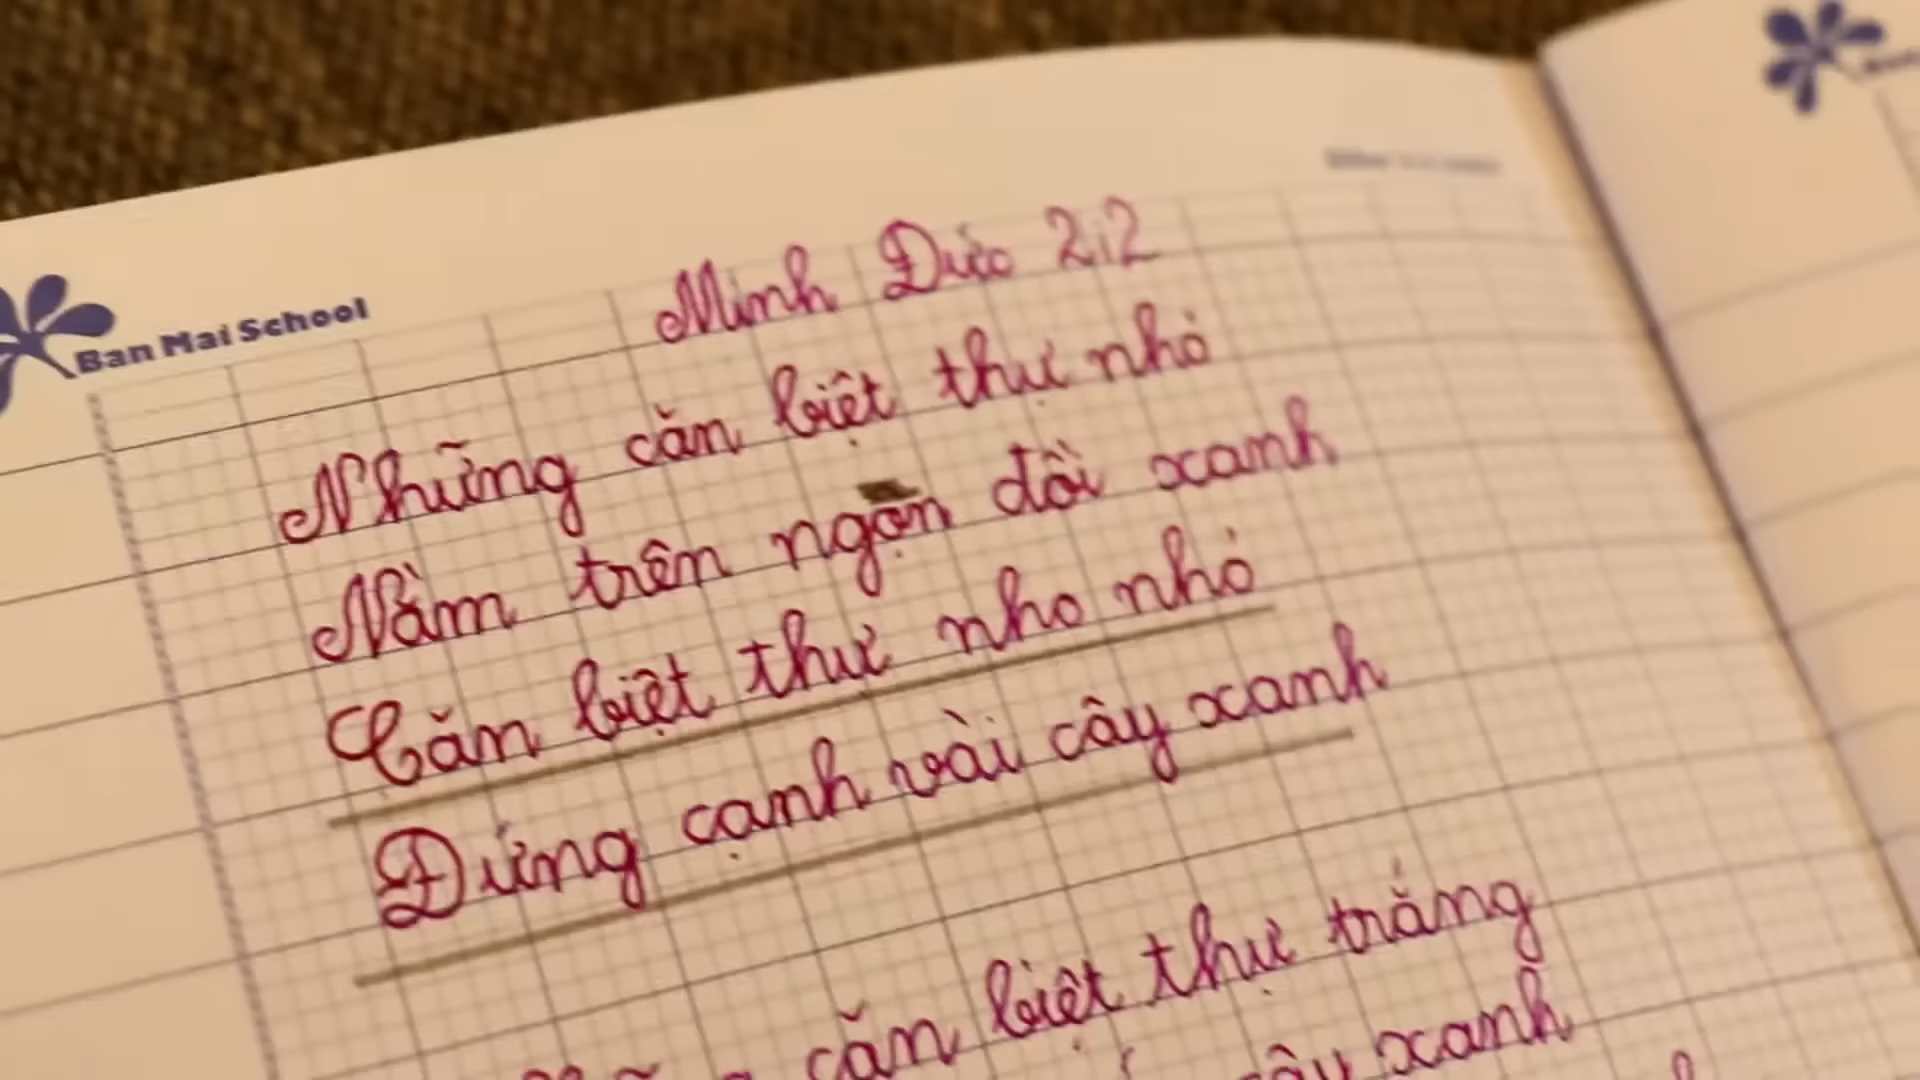 Ban Mai School
Minh Đức 2i2
Những căn biệt thự nhỏ
Nằm trên ngọn đồi xanh
Căn biệt thự nho nhỏ
Đứng cạnh vài cây xanh
căn biệt thự trắng
cây xanh